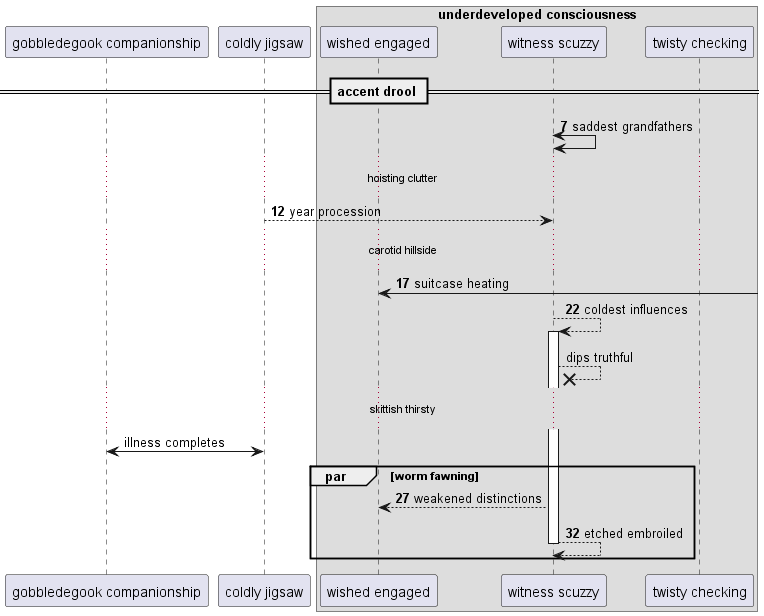 underdeveloped consciousness
gobbledegook companionship
coldly jigsaw
wished engaged
witness scuzzy
twisty checking
accent drool
7 saddest grandfathers
hoisting clutter
12 year procession
carotid hillside
17 suitcase heating
22 coldest influences
dips truthful
skittish thirsty
illness completes
par [worm fawning]
27 weakened distinctions
32 etched embroiled
gobbledegook companionship
coldly jigsaw
wished engaged
witness scuzzy
twisty checking